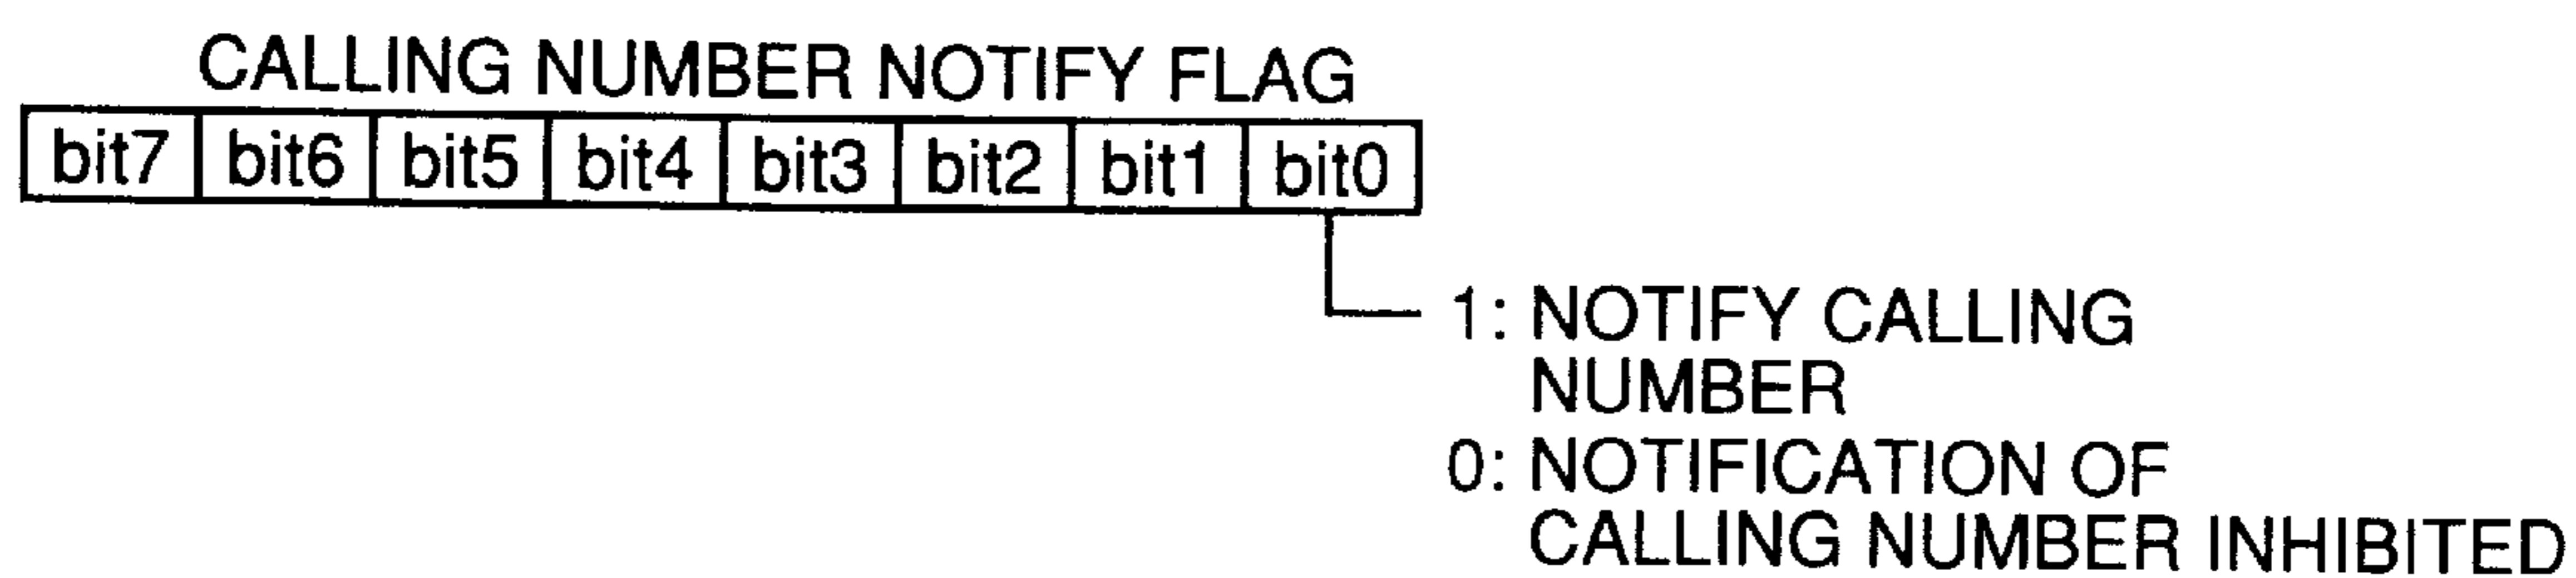 CALLING NUMBER NOTIFY FLAG
bit7 bit6 bit5 bit4 bit3 bit2 bit1 bit0
1: NOTIFY CALLING
NUMBER
0: NOTIFICATION OF
CALLING NUMBER INHIBITED